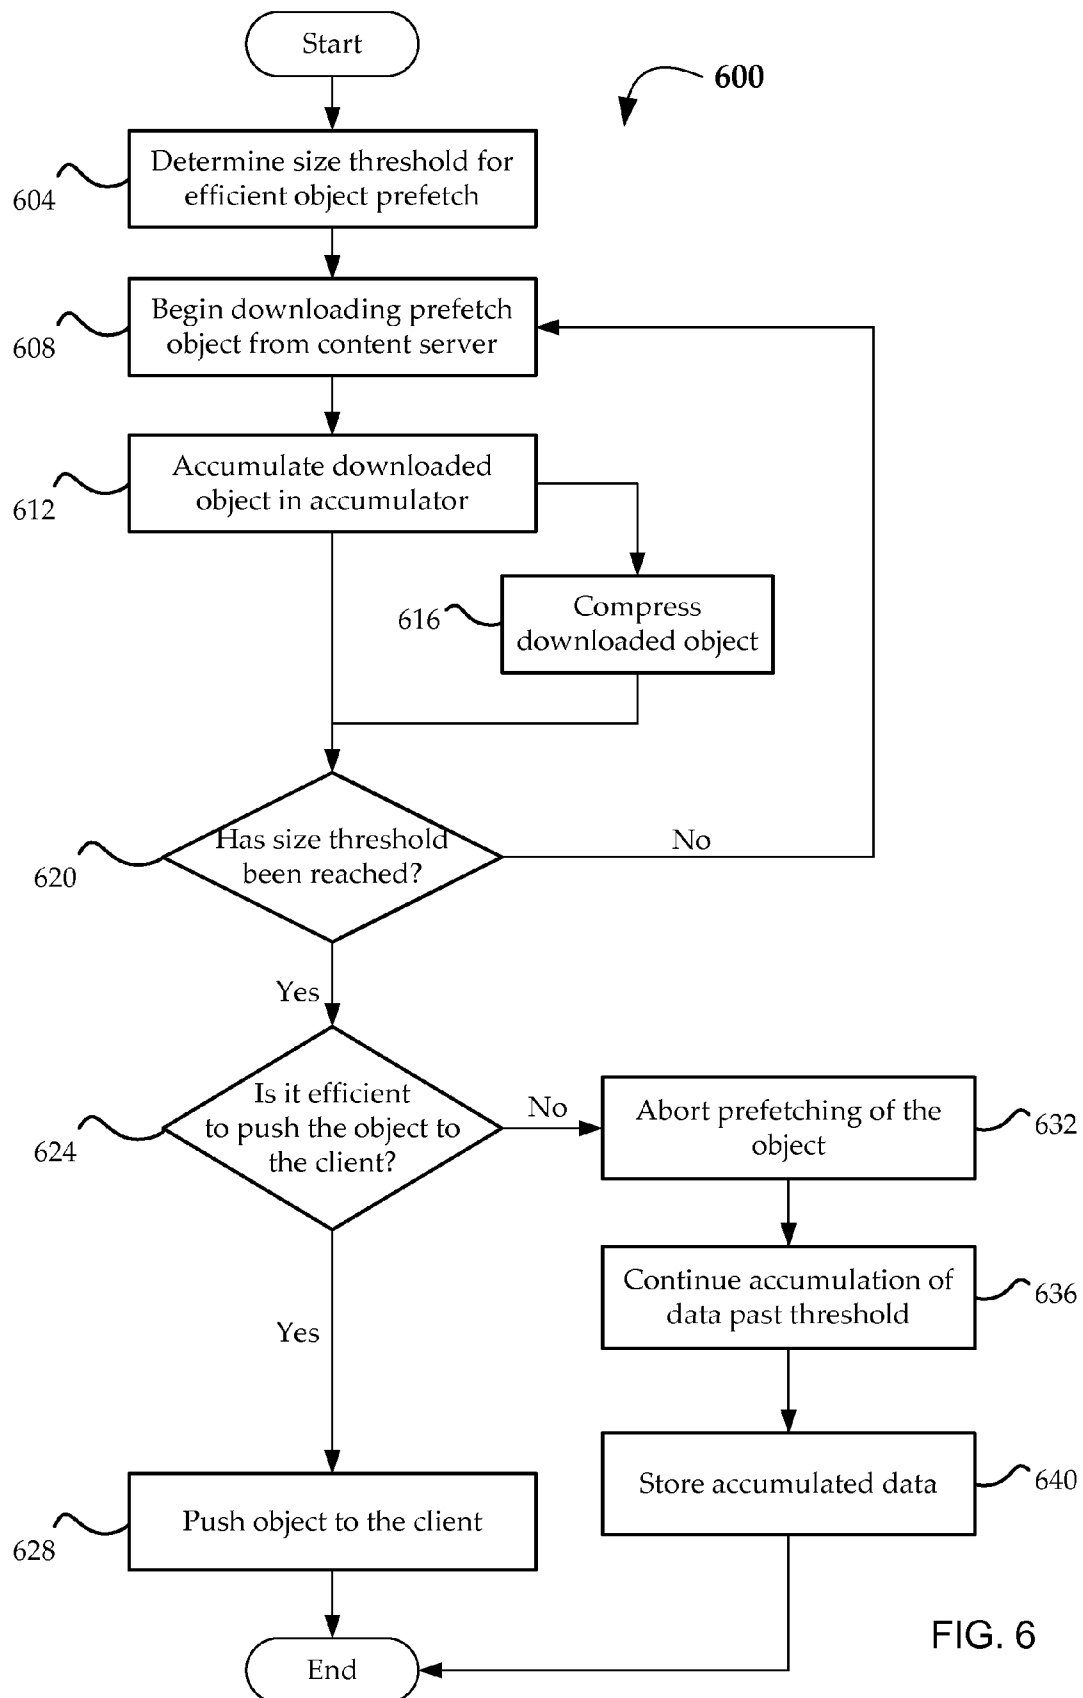 Start
600
Determine size threshold for
efficient object prefetch
604
Begin downloading prefetch
object from content server
608
Accumulate downloaded
object in accumulator
612
Compress
downloaded object
616
Has size threshold
been reached?
No
620
Yes
Is it efficient
to push the object to
the client?
No
624
Abort prefetching of the
object
632
Continue accumulation of
data past threshold
636
Yes
Store accumulated data
640
Push object to the client
628
End
FIG. 6